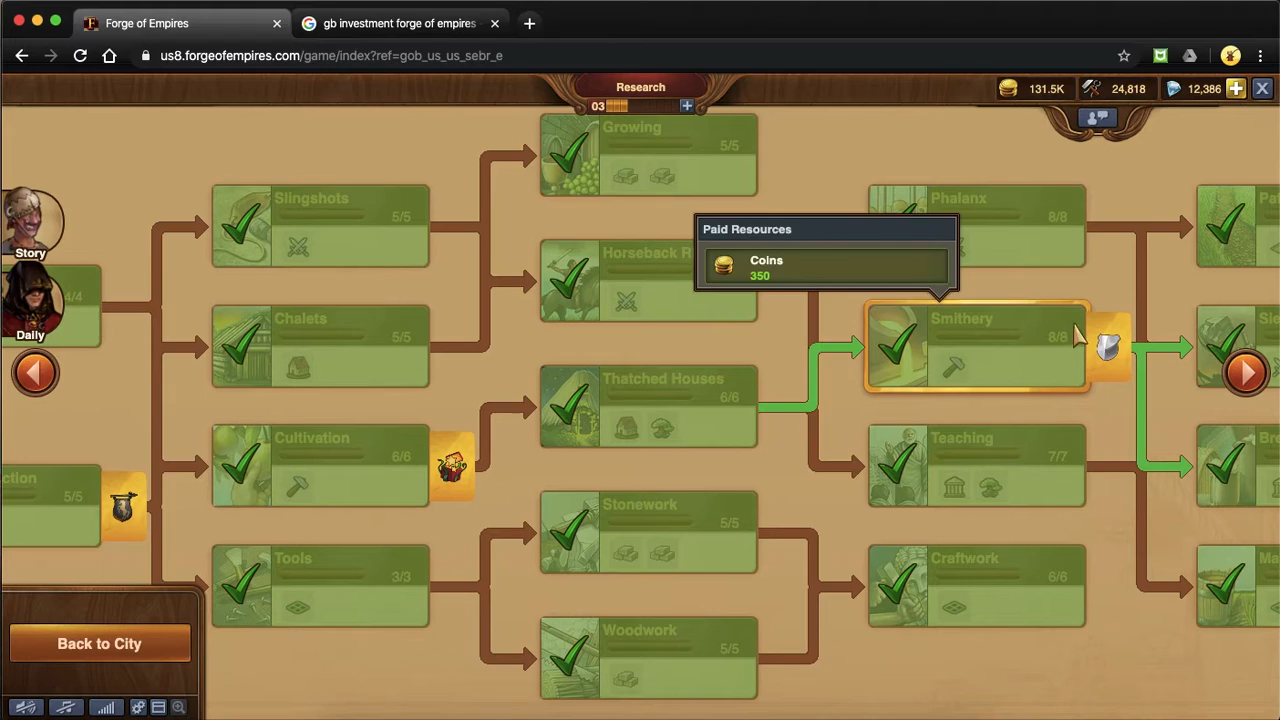 Forge of Empires
gb investment forge of empires
us8.forgeofempires.com/game/index?ref=gob_us_us_sebr_e
Research
03
131.5K
24,818
12,386
Growing
5/5
Slingshots
5/5
Phalanx
8/8
Paid Resources
Coins
350
Story
Horseback R
4/4
Daily
Chalets
5/5
Smithery
8/8
Thatched Houses
6/6
Cultivation
6/6
Teaching
7/7
ction
5/5
Stonework
5/5
Tools
3/3
Craftwork
6/6
Woodwork
5/5
Back to City